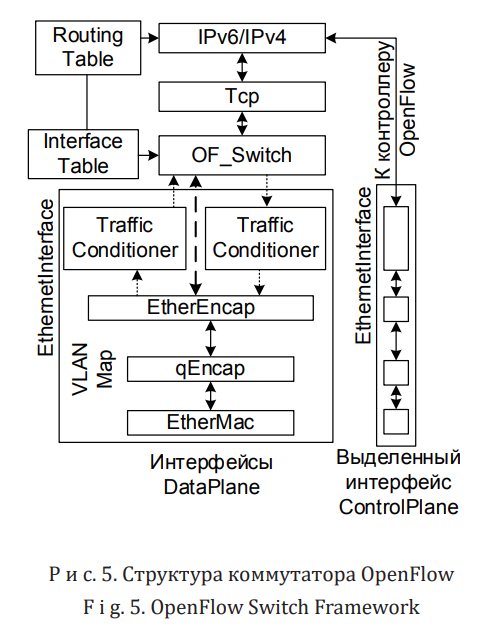 Routing
Table
IPv6/IPv4
Tcp
Interface
Table
OF_Switch
К контроллеру
OpenFlow
EthernetInterface
Traffic
Conditioner
Traffic
Conditioner
EtherEncap
VLAN
Map
qEncap
EtherMac
EthernetInterface
Интерфейсы
DataPlane
Выделенный
интерфейс
ControlPlane
Р и с. 5. Структура коммутатора OpenFlow
F i g. 5. OpenFlow Switch Framework